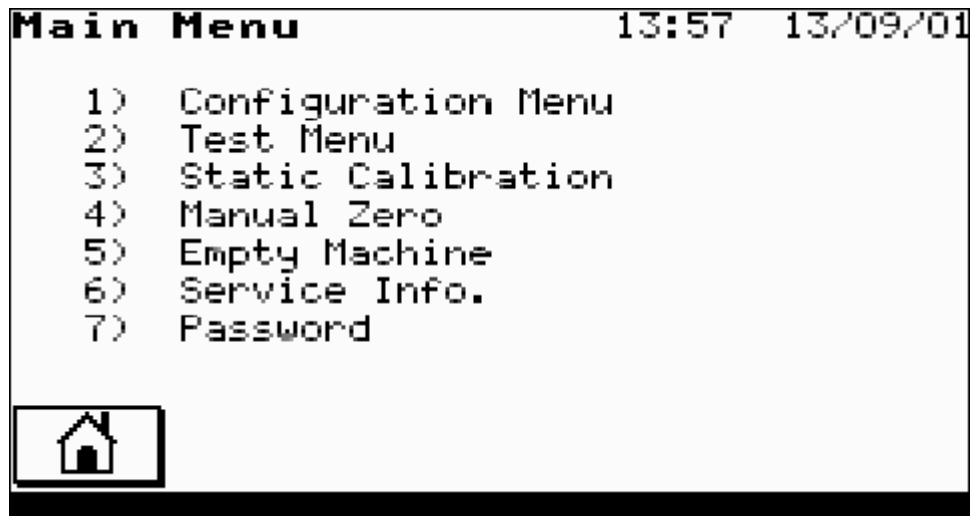 Main Menu 13:57 13/09/01
1) Configuration Menu
2) Test Menu
3) Static Calibration
4) Manual Zero
5) Empty Machine
6) Service Info.
7) Password